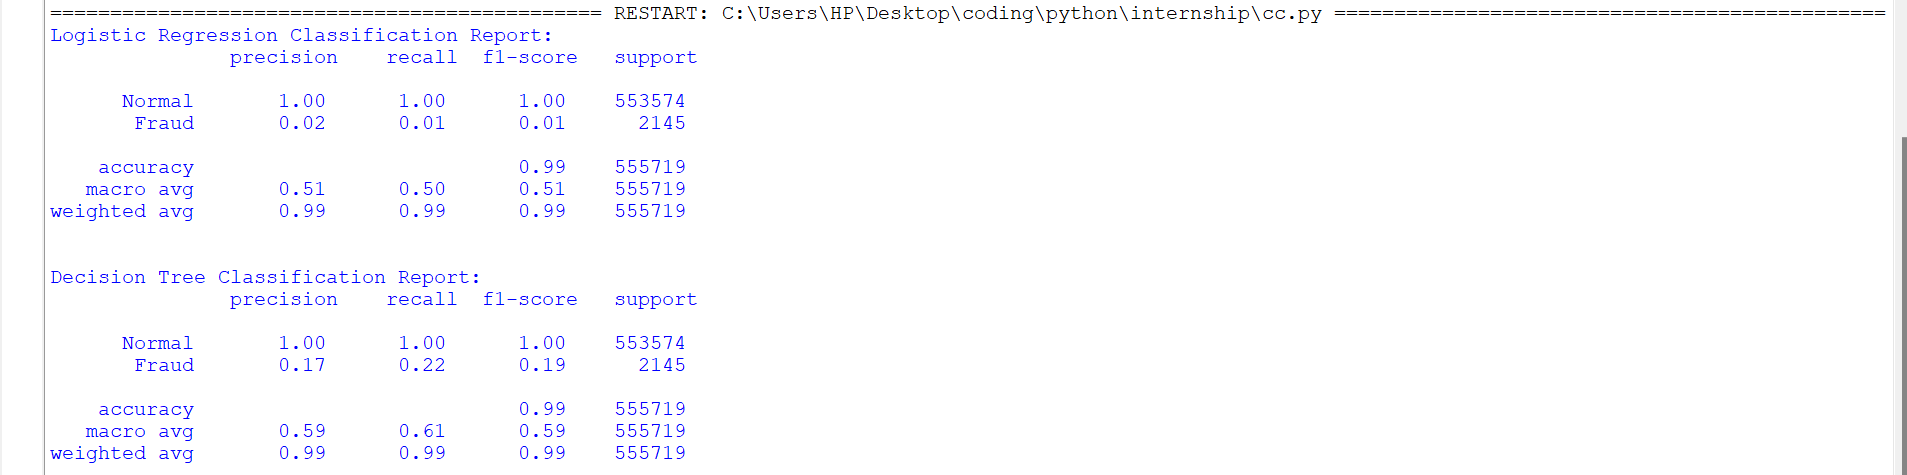 ============================================== RESTART: C:\Users\HP\Desktop\coding\python\internship\cc.py ==============================================
Logistic Regression Classification Report:
               precision    recall  f1-score   support

      Normal       1.00      1.00      1.00    553574
       Fraud       0.02      0.01      0.01      2145

    accuracy                           0.99    555719
   macro avg       0.51      0.50      0.51    555719
weighted avg       0.99      0.99      0.99    555719

Decision Tree Classification Report:
               precision    recall  f1-score   support

      Normal       1.00      1.00      1.00    553574
       Fraud       0.17      0.22      0.19      2145

    accuracy                           0.99    555719
   macro avg       0.59      0.61      0.59    555719
weighted avg       0.99      0.99      0.99    555719